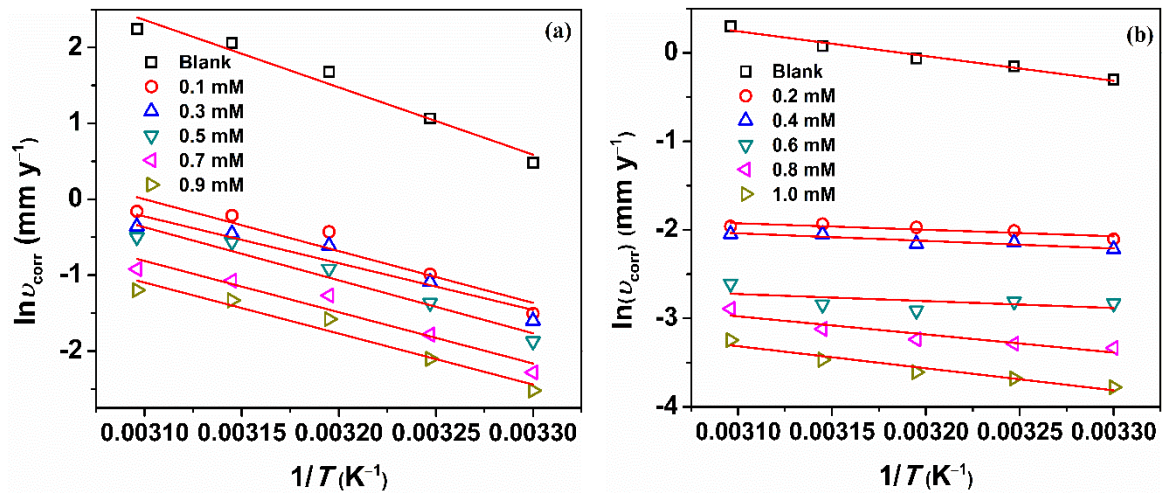 (a)
ln υcorr (mm y⁻¹)
2
1
0
-1
-2
Blank
0.1 mM
0.3 mM
0.5 mM
0.7 mM
0.9 mM
0.00310 0.00315 0.00320 0.00325 0.00330
1/T (K⁻¹)
(b)
ln(υcorr) (mm y⁻¹)
0
-1
-2
-3
-4
Blank
0.2 mM
0.4 mM
0.6 mM
0.8 mM
1.0 mM
0.00310 0.00315 0.00320 0.00325 0.00330
1/T (K⁻¹)